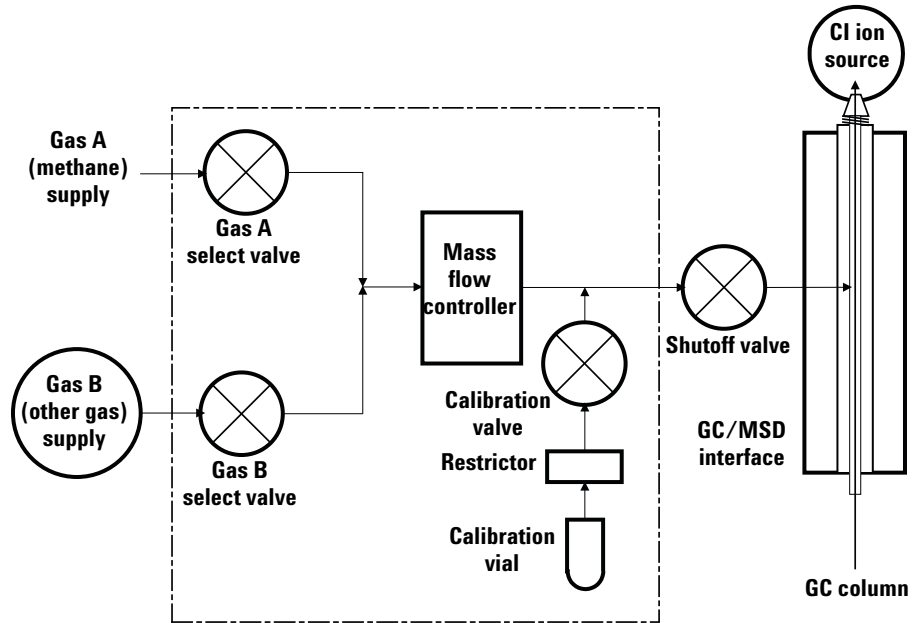 CI ion
source
Gas A
(methane)
supply
Gas A
select valve
Mass
flow
controller
Shutoff valve
Gas B
(other gas)
supply
Gas B
select valve
Calibration
valve
Restrictor
Calibration
vial
GC/MSD
interface
GC column